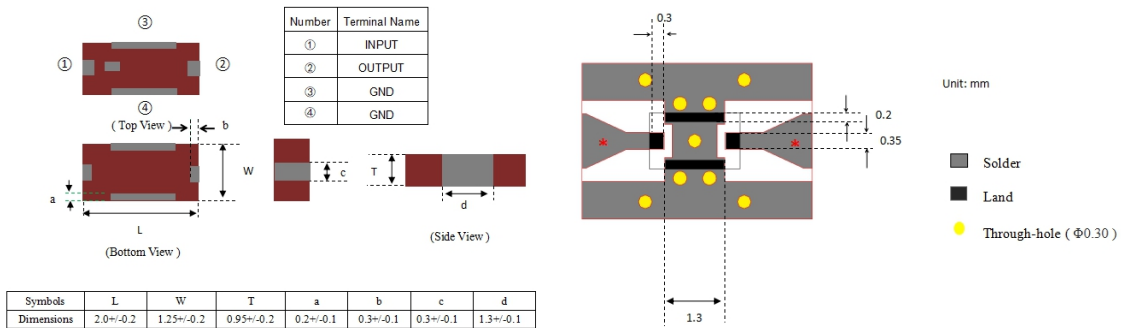 ③
① ②
④
( Top View )
b
Number Terminal Name
① INPUT
② OUTPUT
③ GND
④ GND
W
c
T
a
d
L
(Bottom View )
(Side View )
Symbols L W T a b c d
Dimensions 2.0+/-0.2 1.25+/-0.2 0.95+/-0.2 0.2+/-0.1 0.3+/-0.1 0.3+/-0.1 1.3+/-0.1
0.3
Unit: mm
0.2
0.35
* *
Solder
Land
Through-hole ( Φ0.30 )
1.3